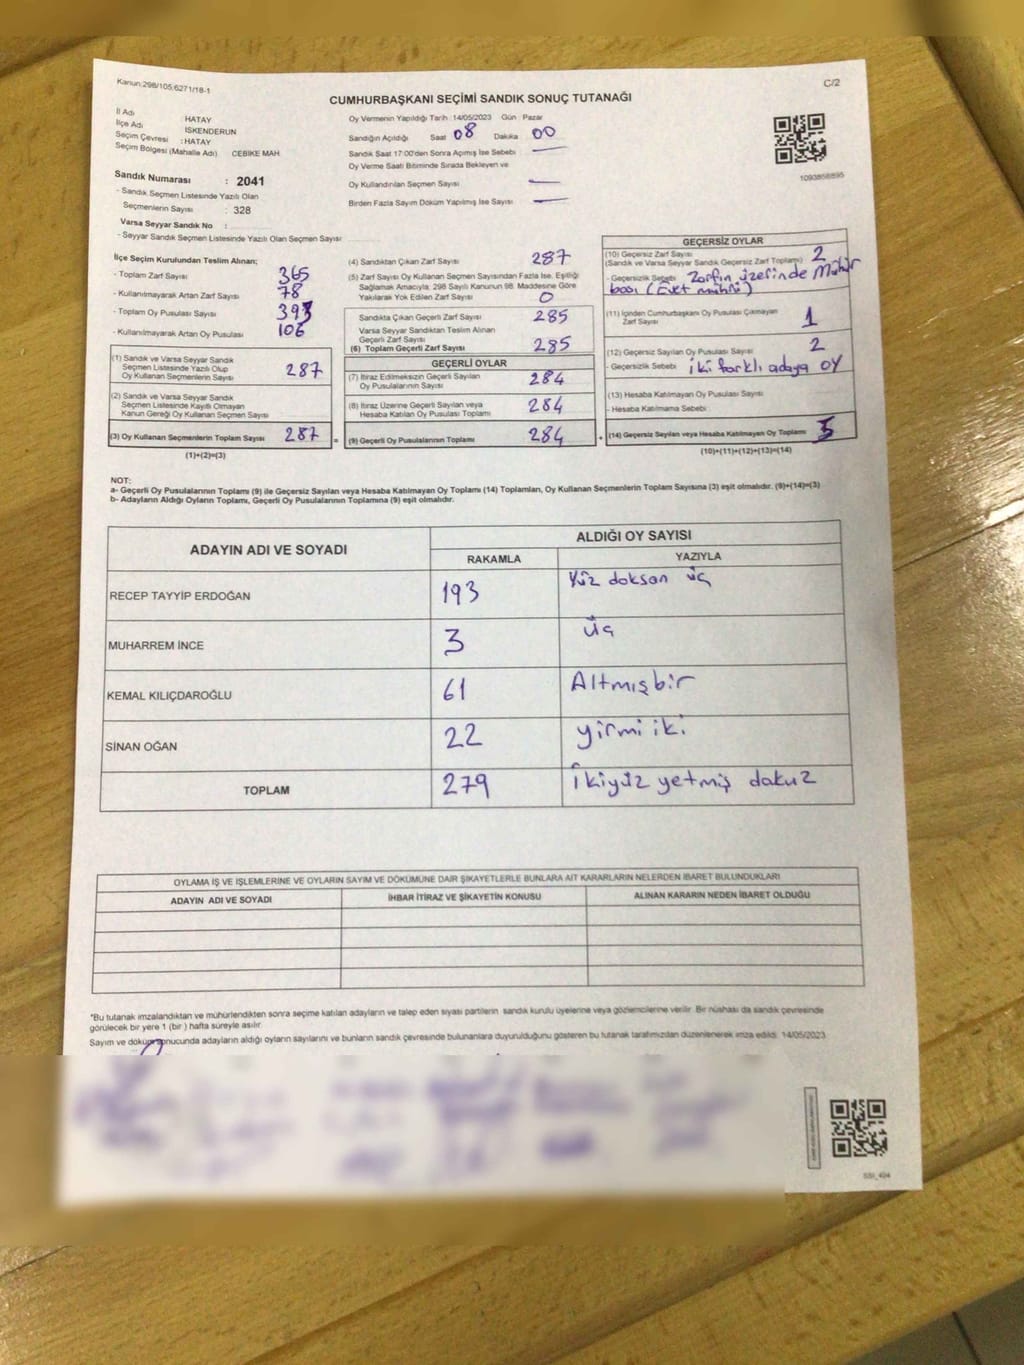 Kanun:298/105,6271/18-1
C/2
CUMHURBAŞKANI SEÇİMİ SANDIK SONUÇ TUTANAĞI
İl Adı HATAY
İlçe Adı İSKENDERUN
Seçim Çevresi :HATAY
Seçim Bölgesi (Mahalle Adı) CEBİKE MAH
Sandık Numarası : 2041
- Sandık Seçmen Listesinde Yazılı Olan
Seçmenlerin Sayısı : 328
Varsa Seyyar Sandık No :
- Seyyar Sandık Seçmen Listesinde Yazılı Olan Seçmen Sayısı
Oy Vermenin Yapıldığı Tarih :14/05/2023 Gün Pazar
Sandığın Açıldığı Saat 08 Dakika 00
Sandık Saat 17:00'den Sonra Açılmış İse Sebebi :
Oy Verme Saati Bitiminde Sırada Bekleyen ve
Oy Kullandırılan Seçmen Sayısı
Birden Fazla Sayım Döküm Yapılmış İse Sayısı :
1093858895
İlçe Seçim Kurulundan Teslim Alınan;
- Toplam Zarf Sayısı 365
- Kullanılmayarak Artan Zarf Sayısı : 78
- Toplam Oy Pusulası Sayısı : 393
- Kullanılmayarak Artan Oy Pusulası : 106
(1) Sandık ve Varsa Seyyar Sandık
Seçmen Listesinde Yazılı Olup
Oy Kullanan Seçmenlerin Sayısı 287
(2) Sandık ve Varsa Seyyar Sandık
Seçmen Listesinde Kayıtlı Olmayan
Kanun Gereği Oy Kullanan Seçmen Sayısı
(3) Oy Kullanan Seçmenlerin Toplam Sayısı 287 =
(1)+(2)=(3)
(4) Sandıktan Çıkan Zarf Sayısı 287
(5) Zarf Sayısı Oy Kullanan Seçmen Sayısından Fazla İse, Eşitliği
Sağlamak Amacıyla; 298 Sayılı Kanunun 98. Maddesine Göre
Yakılarak Yok Edilen Zarf Sayısı 0
Sandıkta Çıkan Geçerli Zarf Sayısı 285
Varsa Seyyar Sandıktan Teslim Alınan
Geçerli Zarf Sayısı
(6) Toplam Geçerli Zarf Sayısı 285
GEÇERLİ OYLAR
(7) İtiraz Edilmeksizin Geçerli Sayılan
Oy Pusulalarının Sayısı 284
(8) İtiraz Üzerine Geçerli Sayılan veya
Hesaba Katılan Oy Pusulası Toplamı 284
(9) Geçerli Oy Pusulalarının Toplamı 284 +
GEÇERSİZ OYLAR
(10) Geçersiz Zarf Sayısı
(Sandık ve Varsa Seyyar Sandık Geçersiz Zarf Toplamı) 2
- Geçersizlik Sebebi Zarfın üzerinde Mühür
bası (Evet mührü)
(11) İçinden Cumhurbaşkanı Oy Pusulası Çıkmayan
Zarf Sayısı 1
(12) Geçersiz Sayılan Oy Pusulası Sayısı 2
- Geçersizlik Sebebi : iki farklı adaya oy
(13) Hesaba Katılmayan Oy Pusulası Sayısı
- Hesaba Katılmama Sebebi :
(14) Geçersiz Sayılan veya Hesaba Katılmayan Oy Toplamı
(10)+(11)+(12)+(13)=(14)
NOT:
a- Geçerli Oy Pusulalarının Toplamı (9) ile Geçersiz Sayılan veya Hesaba Katılmayan Oy Toplamı (14) Toplamları, Oy Kullanan Seçmenlerin Toplam Sayısına (3) eşit olmalıdır. (9)+(14)=(3)
b- Adayların Aldığı Oyların Toplamı, Geçerli Oy Pusulalarının Toplamına (9) eşit olmalıdır.
ADAYIN ADI VE SOYADI ALDIĞI OY SAYISI
RAKAMLA YAZIYLA
RECEP TAYYİP ERDOĞAN 193 Yüz doksan üç
MUHARREM İNCE 3 üç
KEMAL KILIÇDAROĞLU 61 Altmışbir
SİNAN OĞAN 22 yirmi iki
TOPLAM 279 İkiyüz yetmiş dakuz
OYLAMA İŞ VE İŞLEMLERİNE VE OYLARIN SAYIM VE DÖKÜMÜNE DAİR ŞİKAYETLERLE BUNLARA AİT KARARLARIN NELERDEN İBARET BULUNDUKLARI
ADAYIN ADI VE SOYADI İHBAR İTİRAZ VE ŞİKAYETİN KONUSU ALINAN KARARIN NEDEN İBARET OLDUĞU
*Bu tutanak imzalandıktan ve mühürlendikten sonra seçime katılan adayların ve talep eden siyasi partilerin sandık kurulu üyelerine veya gözlemcilerine verilir. Bir nüshası da sandık çevresinde
görülecek bir yere 1 (bir ) hafta süreyle asılır.
Sayım ve döküm sonucunda adayların aldığı oyların sayılarını ve bunların sandık çevresinde bulunanlara duyurulduğunu gösteren bu tutanak tarafımızdan düzenlenerek imza edildi. 14/05/2023